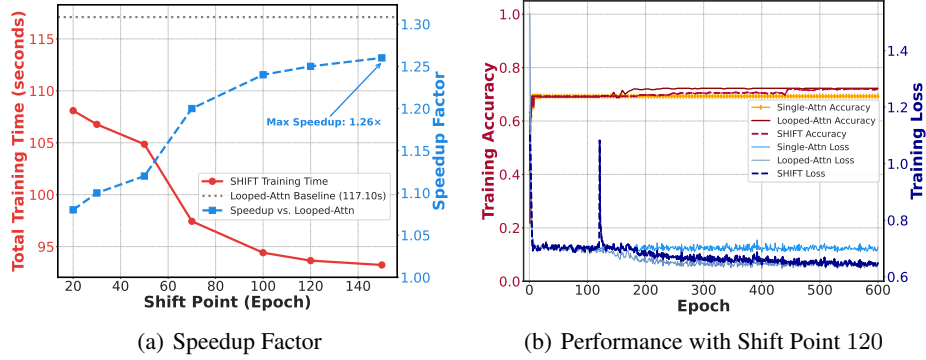 Total Training Time (seconds)
115
110
105
100
95
20
40
60
80
100
120
140
Shift Point (Epoch)
1.30
1.25
1.20
1.15
1.10
1.05
1.00
Speedup Factor
Max Speedup: 1.26×
SHIFT Training Time
Looped-Attn Baseline (117.10s)
Speedup vs. Looped-Attn
(a) Speedup Factor
Training Accuracy
1.0
0.8
0.6
0.4
0.2
0.0
0
100
200
300
400
500
600
Epoch
1.4
1.2
1.0
0.8
0.6
Training Loss
Single-Attn Accuracy
Looped-Attn Accuracy
SHIFT Accuracy
Single-Attn Loss
Looped-Attn Loss
SHIFT Loss
(b) Performance with Shift Point 120